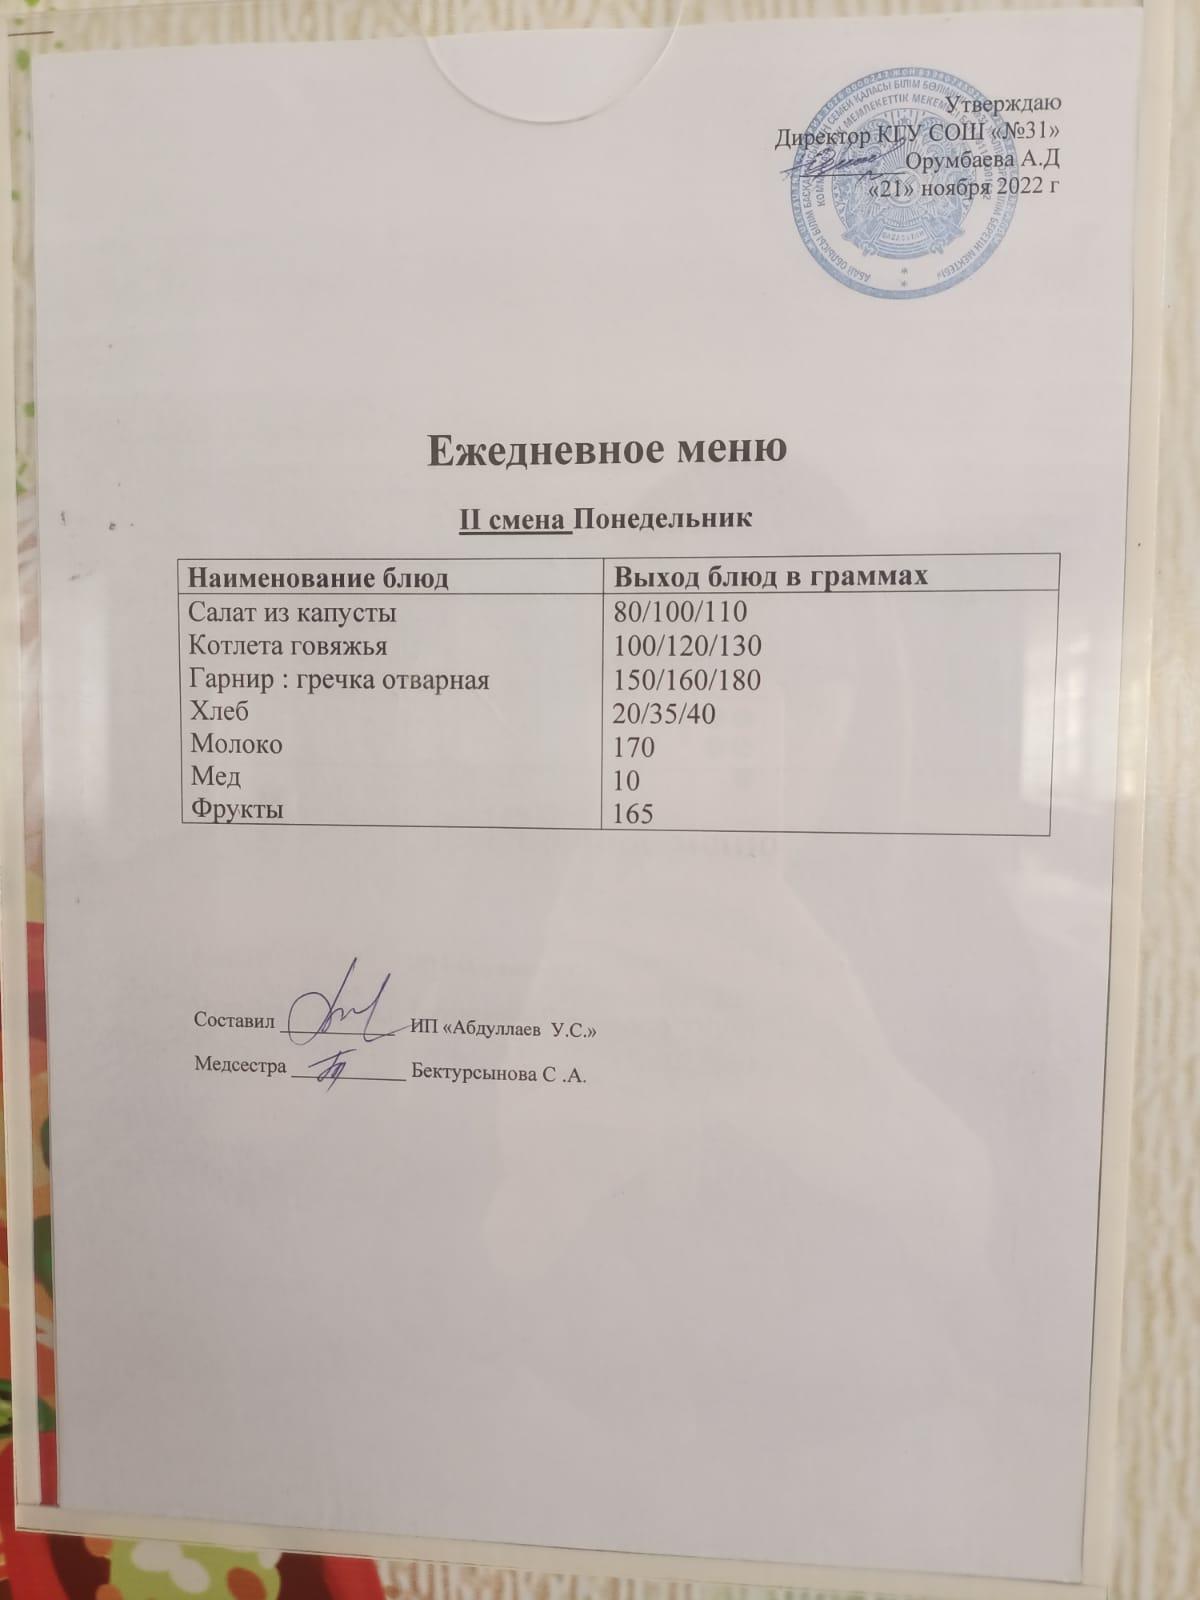 Утверждаю
Директор КГУ СОШ «№31»
Орумбаева А.Д
«21» ноября 2022 г
Ежедневное меню
II смена Понедельник
Наименование блюд Выход блюд в граммах
Салат из капусты 80/100/110
Котлета говяжья 100/120/130
Гарнир : гречка отварная 150/160/180
Хлеб 20/35/40
Молоко 170
Мед 10
Фрукты 165
Составил ИП «Абдуллаев У.С.»
Медсестра Бектурсынова С .А.